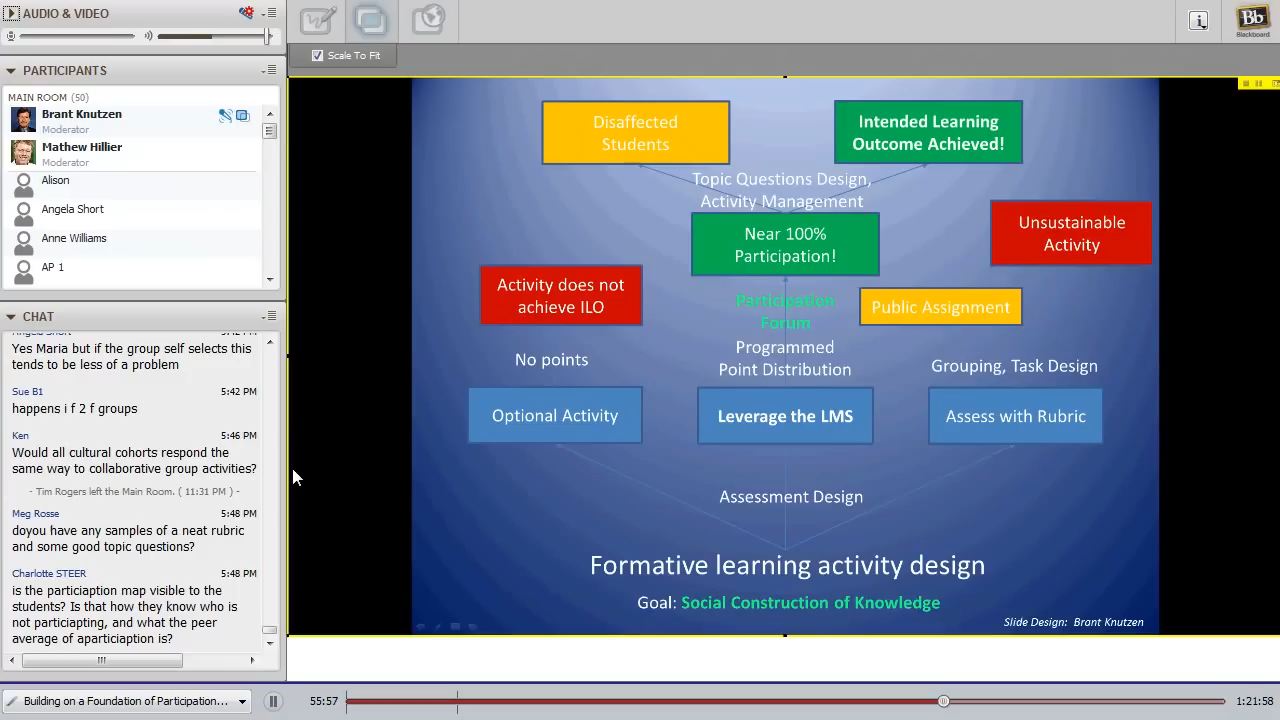 AUDIO & VIDEO
Scale To Fit
Bb
Blackboard
PARTICIPANTS
MAIN ROOM (50)
Brant Knutzen
Moderator
Mathew Hillier
Moderator
Alison
Angela Short
Anne Williams
AP 1
CHAT
Angela Short 5:42 PM
Yes Maria but if the group self selects this
tends to be less of a problem
Sue B1 5:42 PM
happens i f 2 f groups
Ken 5:46 PM
Would all cultural cohorts respond the
same way to collaborative group activities?
- Tim Rogers left the Main Room. ( 11:31 PM ) -
Meg Rosse 5:48 PM
doyou have any samples of a neat rubric
and some good topic questions?
Charlotte STEER 5:48 PM
is the particiaption map visible to the
students? Is that how they know who is
not particiapting, and what the peer
average of aparticiaption is?
Disaffected
Students
Intended Learning
Outcome Achieved!
Topic Questions Design,
Activity Management
Near 100%
Participation!
Unsustainable
Activity
Activity does not
achieve ILO
Participation
Forum
Public Assignment
Programmed
Point Distribution
No points
Grouping, Task Design
Optional Activity
Leverage the LMS
Assess with Rubric
Assessment Design
Formative learning activity design
Goal: Social Construction of Knowledge
Slide Design: Brant Knutzen
Building on a Foundation of Participation...
55:57
1:21:58